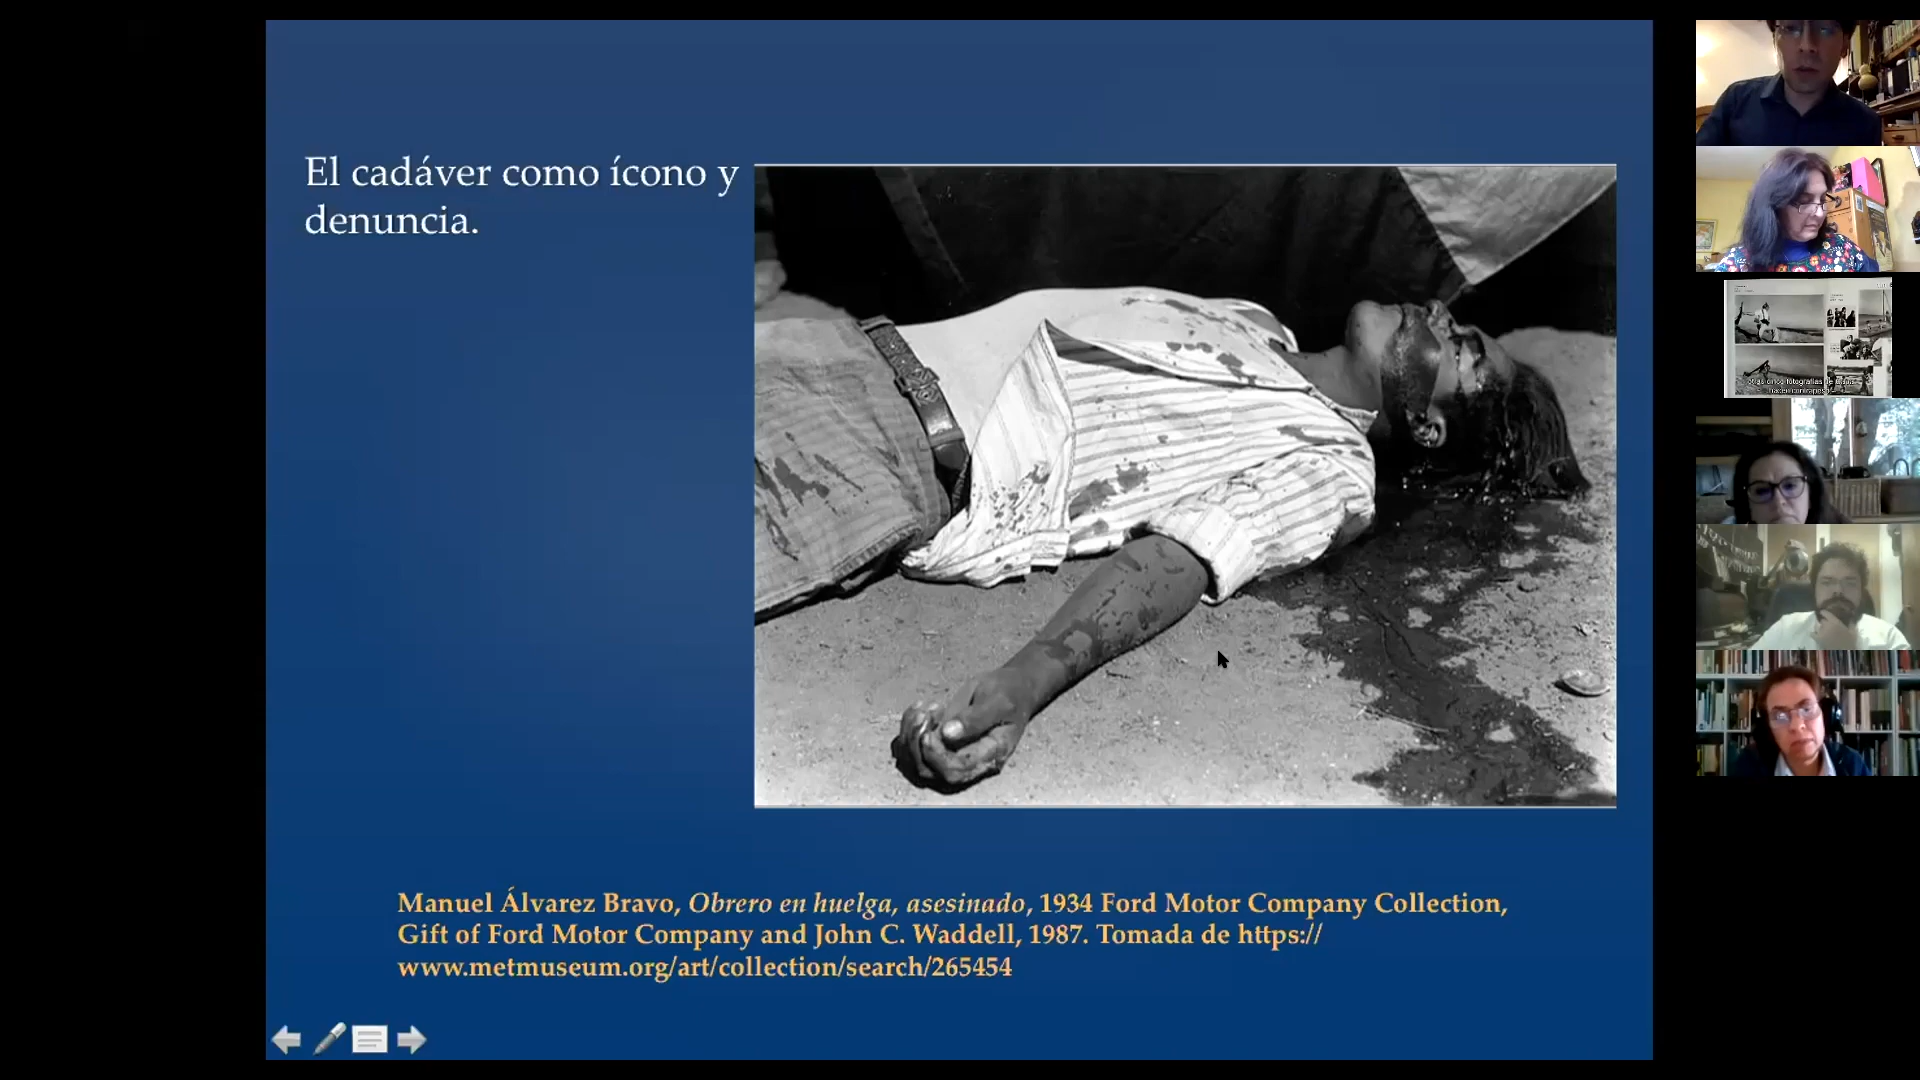 El cadáver como ícono y
denuncia.
Manuel Álvarez Bravo, Obrero en huelga, asesinado, 1934 Ford Motor Company Collection,
Gift of Ford Motor Company and John C. Waddell, 1987. Tomada de https://
www.metmuseum.org/art/collection/search/265454